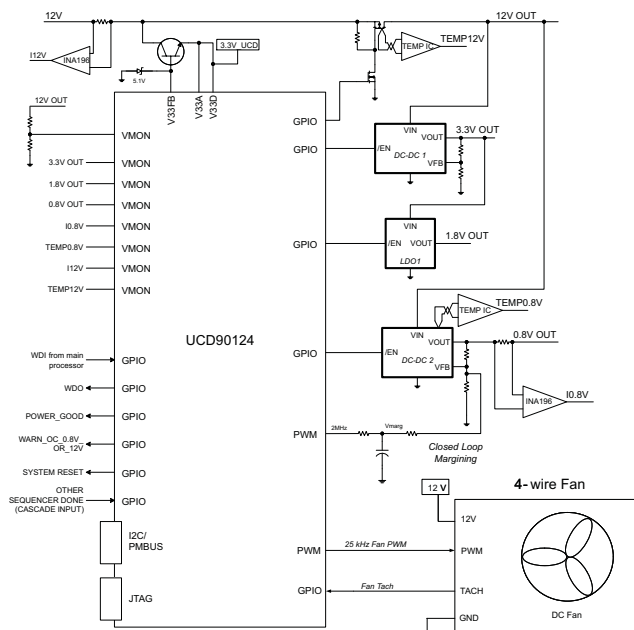 12V
12V OUT
3.3V_UCD
TEMP12V
TEMP IC
I12V
INA196
5.1V
V33FB
V33A
V33D
12V OUT
GPIO
VMON
VIN
3.3V OUT
VOUT
GPIO
/EN
DC-DC 1
VFB
3.3V OUT
VMON
1.8V OUT
VMON
0.8V OUT
VMON
I0.8V
VMON
TEMP0.8V
VMON
I12V
VMON
TEMP12V
VMON
VIN
GPIO
/EN
VOUT
1.8V OUT
LDO1
TEMP0.8V
TEMP IC
VIN
UCD90124
VOUT
0.8V OUT
GPIO
/EN
DC-DC 2
VFB
WDI from main
processor
GPIO
WDO
GPIO
INA196
I0.8V
POWER_GOOD
GPIO
WARN_OC_0.8V_
OR_12V
GPIO
PWM
2MHz
Vmarg
Closed Loop
Margining
SYSTEM RESET
GPIO
OTHER
SEQUENCER DONE
(CASCADE INPUT)
GPIO
12 V
4- wire Fan
12V
I2C/
PMBUS
PWM
25 kHz Fan PWM
PWM
JTAG
GPIO
Fan Tach
TACH
DC Fan
GND